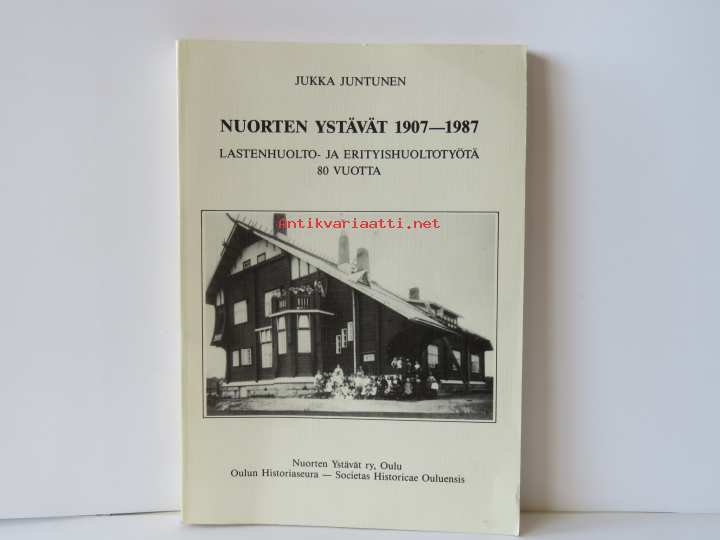 JUKKA JUNTUNEN
NUORTEN YSTÄVÄT 1907—1987
LASTENHUOLTO- JA ERITYISHUOLTOTYÖTÄ
80 VUOTTA
Antikvariaatti.net
Nuorten Ystävät ry, Oulu
Oulun Historiaseura — Societas Historicae Ouluensis